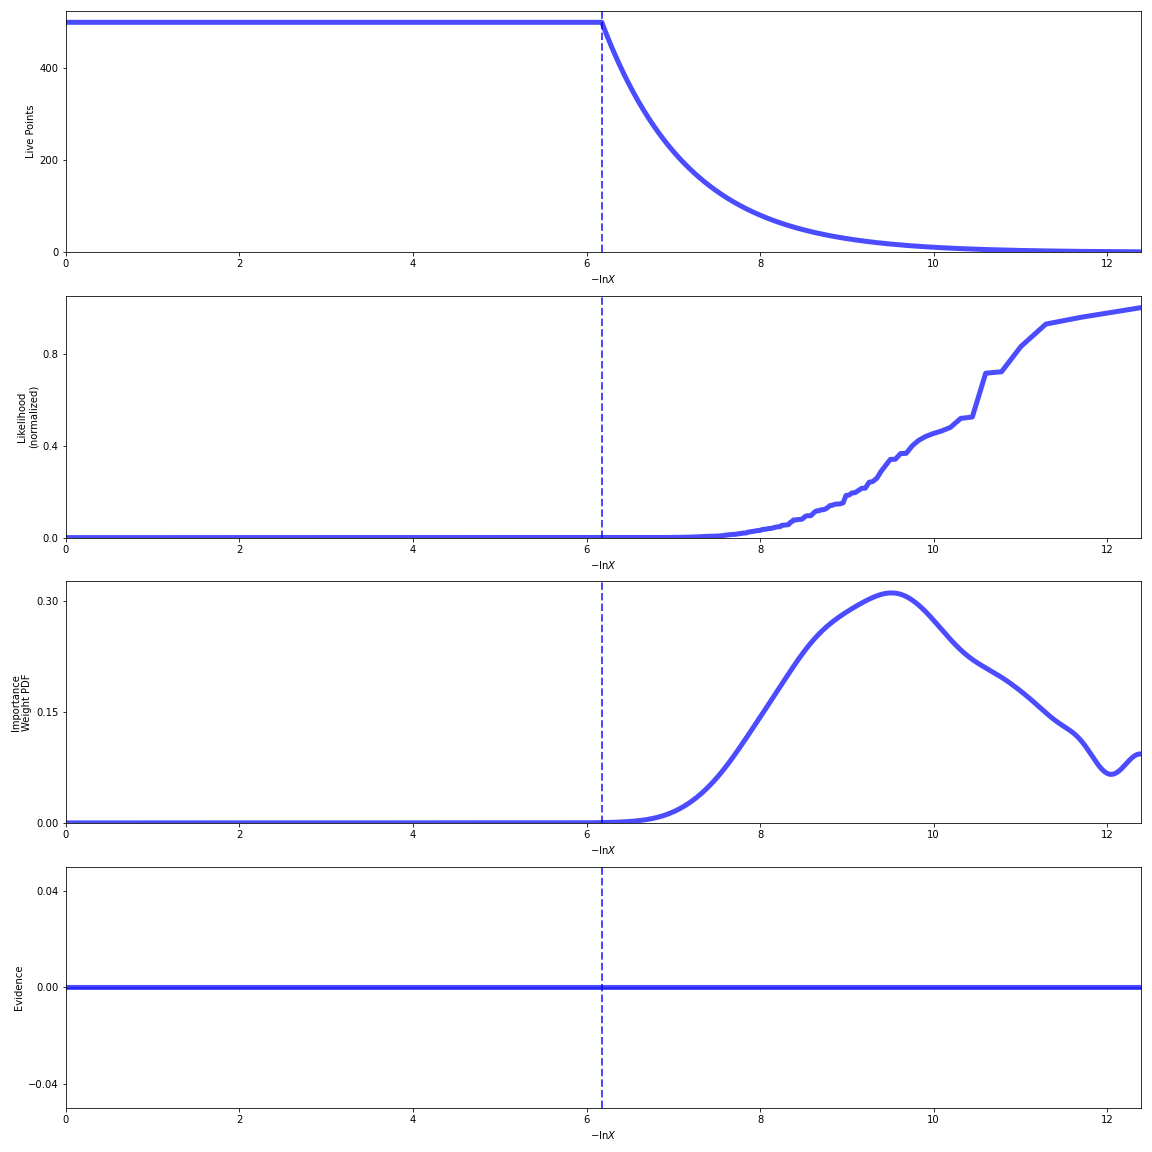 400
200
0
Live Points
0 2 4 6 8 10 12
−lnX
0.8
0.4
0.0
Likelihood
(normalized)
0 2 4 6 8 10 12
−lnX
0.30
0.15
0.00
Importance
Weight PDF
0 2 4 6 8 10 12
−lnX
0.04
0.00
−0.04
Evidence
0 2 4 6 8 10 12
−lnX